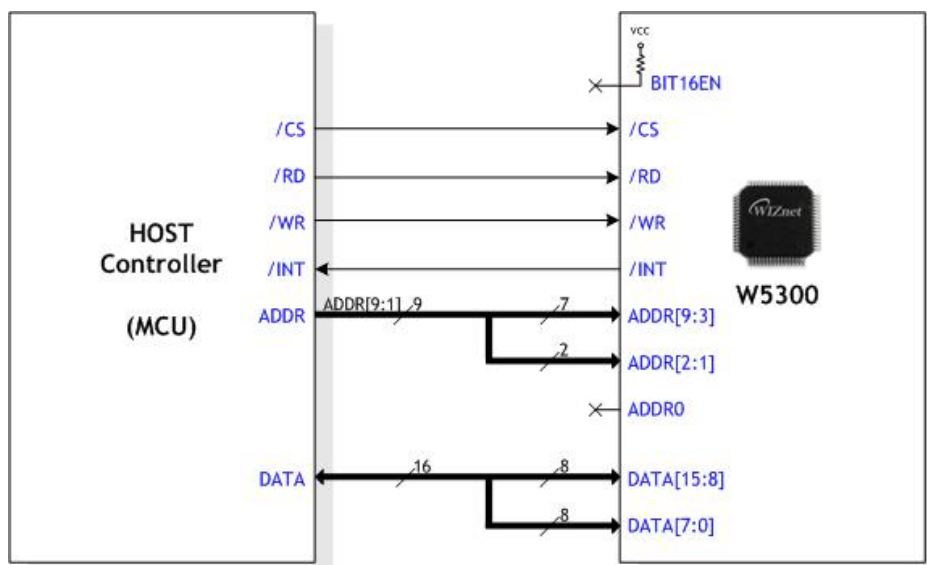 VCC
BIT16EN
/CS
/CS
/RD
/RD
/WR
/WR
WIZnet
HOST
Controller
(MCU)
/INT
/INT
W5300
ADDR
ADDR[9:1]
9
7
ADDR[9:3]
2
ADDR[2:1]
ADDR0
DATA
16
8
DATA[15:8]
8
DATA[7:0]